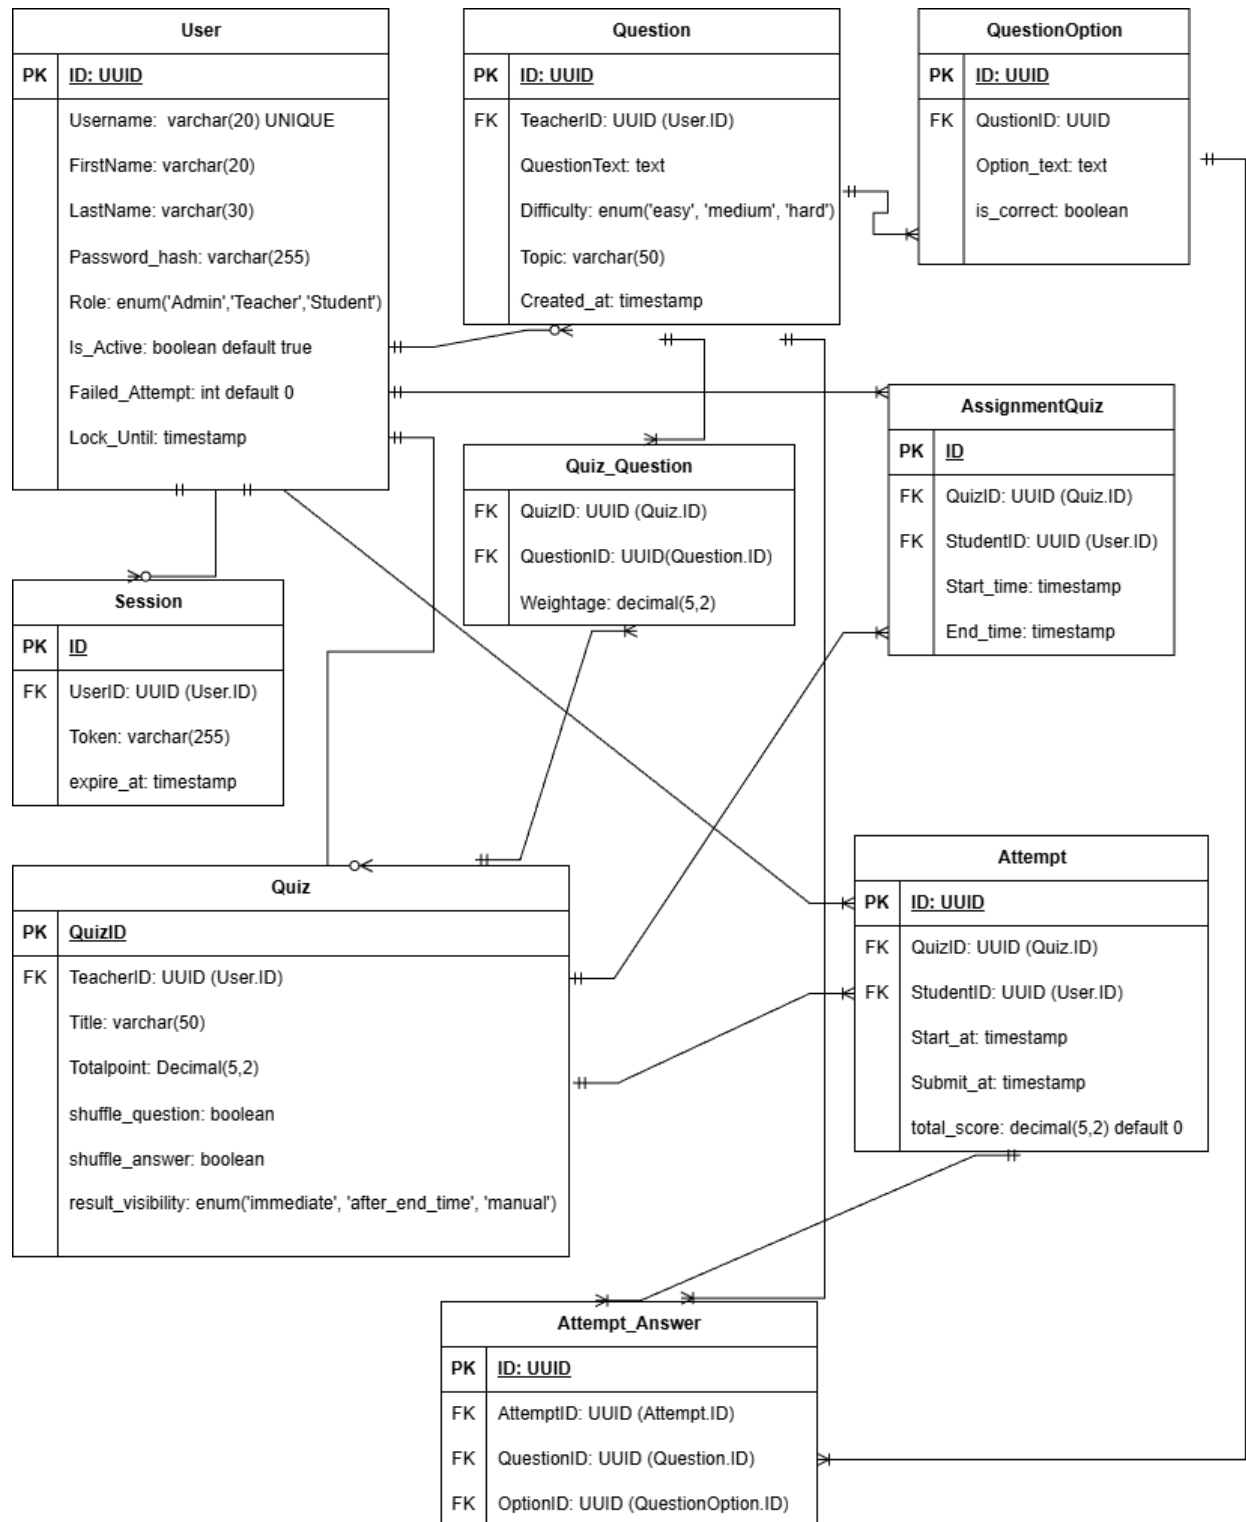 User
PK ID: UUID
Username:  varchar(20) UNIQUE
FirstName: varchar(20)
LastName: varchar(30)
Password_hash: varchar(255)
Role: enum('Admin','Teacher','Student')
Is_Active: boolean default true
Failed_Attempt: int default 0
Lock_Until: timestamp
Question
PK ID: UUID
FK TeacherID: UUID (User.ID)
QuestionText: text
Difficulty: enum('easy', 'medium', 'hard')
Topic: varchar(50)
Created_at: timestamp
QuestionOption
PK ID: UUID
FK QustionID: UUID
Option_text: text
is_correct: boolean
AssignmentQuiz
PK ID
FK QuizID: UUID (Quiz.ID)
FK StudentID: UUID (User.ID)
Start_time: timestamp
End_time: timestamp
Quiz_Question
FK QuizID: UUID (Quiz.ID)
FK QuestionID: UUID(Question.ID)
Weightage: decimal(5,2)
Session
PK ID
FK UserID: UUID (User.ID)
Token: varchar(255)
expire_at: timestamp
Quiz
PK QuizID
FK TeacherID: UUID (User.ID)
Title: varchar(50)
Totalpoint: Decimal(5,2)
shuffle_question: boolean
shuffle_answer: boolean
result_visibility: enum('immediate', 'after_end_time', 'manual')
Attempt
PK ID: UUID
FK QuizID: UUID (Quiz.ID)
FK StudentID: UUID (User.ID)
Start_at: timestamp
Submit_at: timestamp
total_score: decimal(5,2) default 0
Attempt_Answer
PK ID: UUID
FK AttemptID: UUID (Attempt.ID)
FK QuestionID: UUID (Question.ID)
FK OptionID: UUID (QuestionOption.ID)